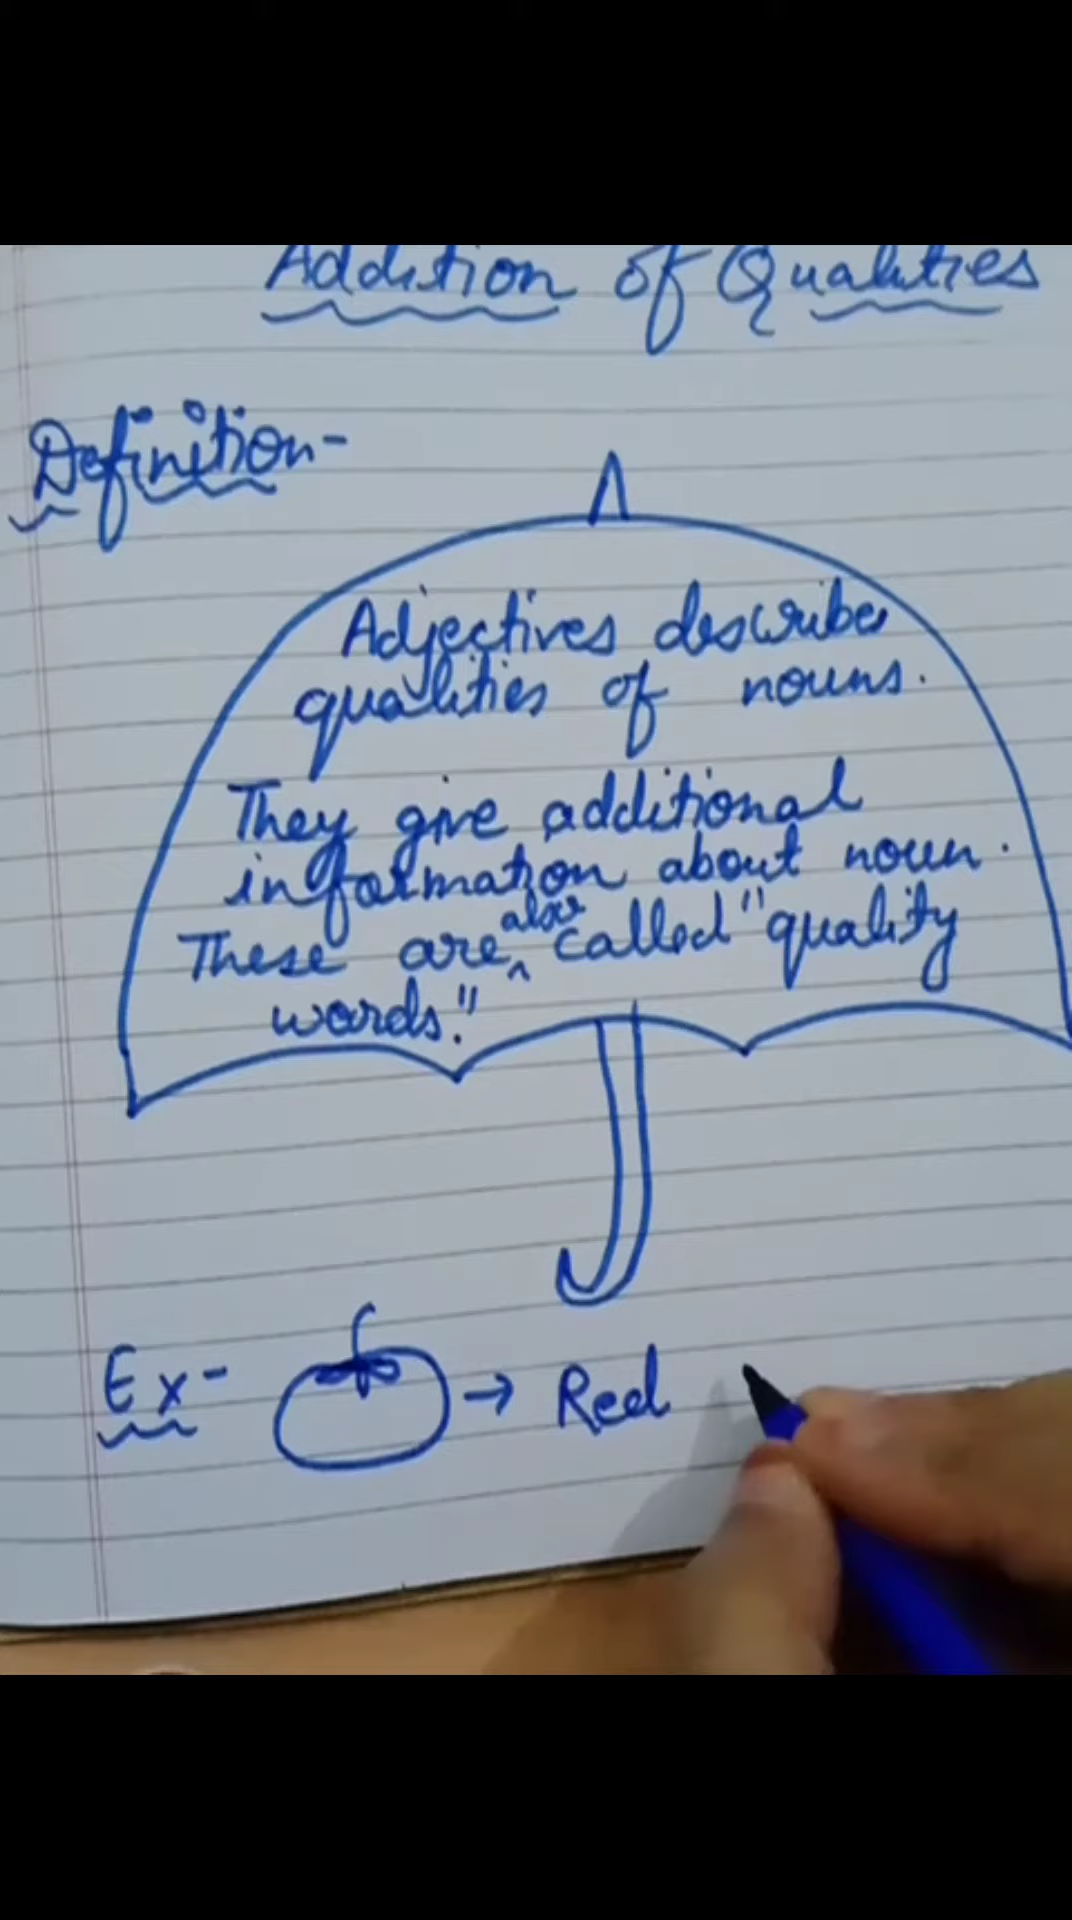 Addition of Qualities
Definition-
Adjectives describe
qualities of nouns.
They give additional
information about noun.
These are ^also called "quality
words."
Ex- → Red